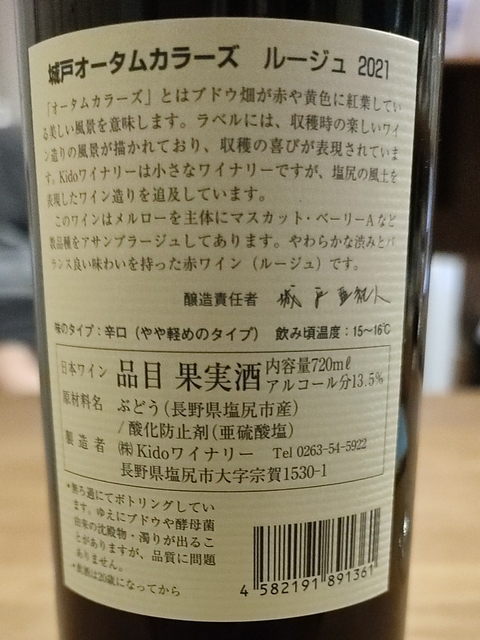 城戸オータムカラーズ　ルージュ 2021
「オータムカラーズ」とはブドウ畑が赤や黄色に紅葉してい
る美しい風景を意味します。ラベルには、収穫時の楽しいワイ
ン造りの風景が描かれており、収穫の喜びが表現されていま
す。Kidoワイナリーは小さなワイナリーですが、塩尻の風土を
表現したワイン造りを追及しています。
このワインはメルローを主体にマスカット・ベーリーAなど
数品種をアサンブラージュしてあります。やわらかな渋みとバ
ランス良い味わいを持った赤ワイン（ルージュ）です。
醸造責任者 城戸亜紀人
味のタイプ：辛口（やや軽めのタイプ） 飲み頃温度：15～16℃
日本ワイン 品目 果実酒 内容量720mℓ
アルコール分13.5%
原材料名 ぶどう（長野県塩尻市産）
/ 酸化防止剤（亜硫酸塩）
製造者 ㈱Kidoワイナリー Tel 0263-54-5922
長野県塩尻市大字宗賀1530-1
*無ろ過にてボトリングしてい
ます。ゆえにブドウや酵母菌
由来の沈殿物・濁りが出るこ
とがありますが、品質に問題
ありません。
*飲酒は20歳になってから
4 582191 891361